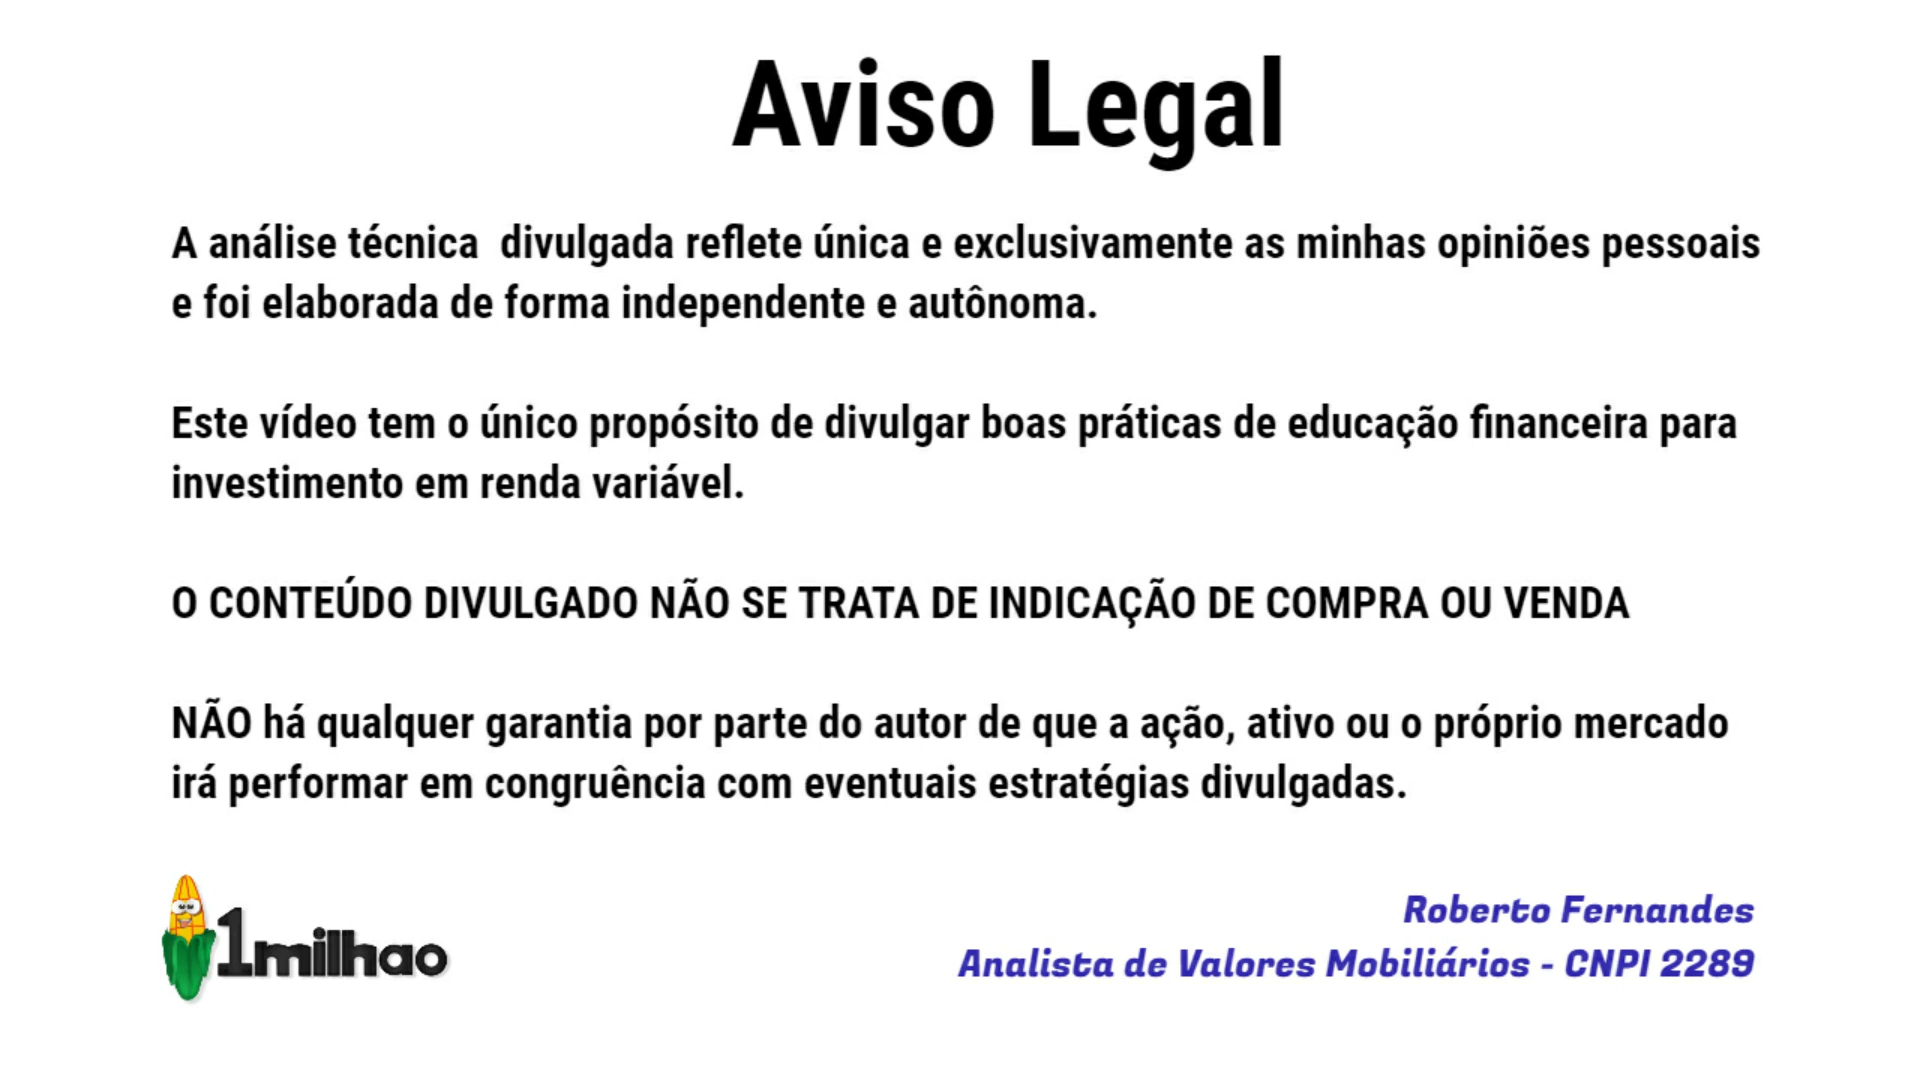 Aviso Legal
A análise técnica  divulgada reflete única e exclusivamente as minhas opiniões pessoais
e foi elaborada de forma independente e autônoma.
Este vídeo tem o único propósito de divulgar boas práticas de educação financeira para
investimento em renda variável.
O CONTEÚDO DIVULGADO NÃO SE TRATA DE INDICAÇÃO DE COMPRA OU VENDA
NÃO há qualquer garantia por parte do autor de que a ação, ativo ou o próprio mercado
irá performar em congruência com eventuais estratégias divulgadas.
1milhao
Roberto Fernandes
Analista de Valores Mobiliários - CNPI 2289